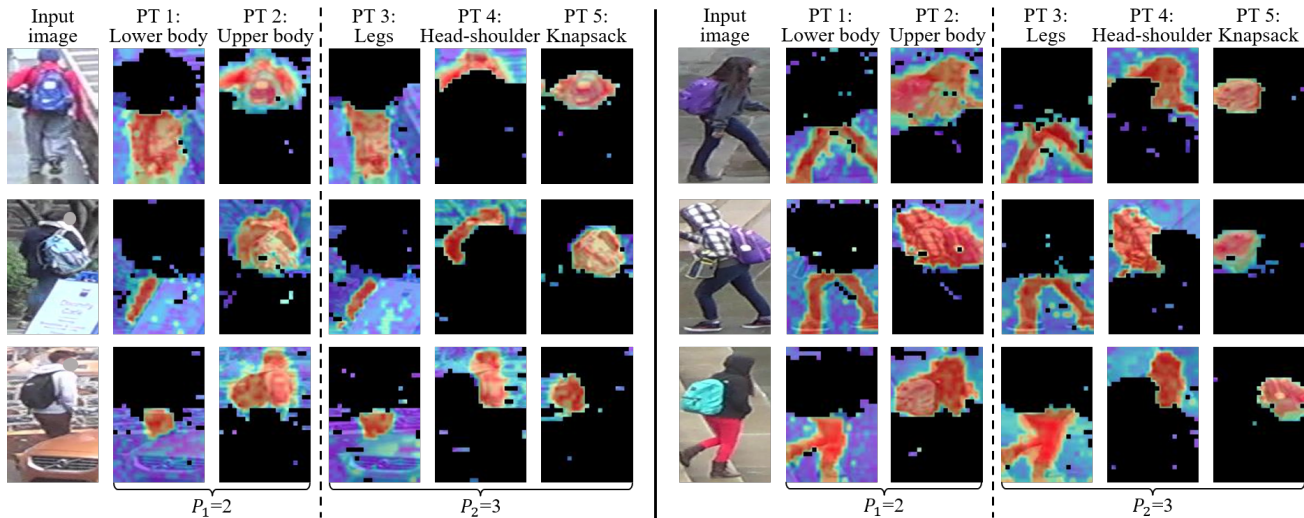 Input image
PT 1: Lower body
PT 2: Upper body
PT 3: Legs
PT 4: Head-shoulder
PT 5: Knapsack
Input image
PT 1: Lower body
PT 2: Upper body
PT 3: Legs
PT 4: Head-shoulder
PT 5: Knapsack
Diversity
Cafe
P₁=2
P₂=3
P₁=2
P₂=3